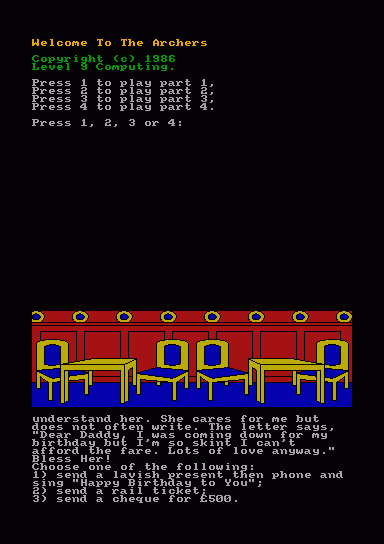 Welcome To The Archers
Copyright (c) 1986
Level 9 Computing.
Press 1 to play part 1,
Press 2 to play part 2,
Press 3 to play part 3,
Press 4 to play part 4.
Press 1, 2, 3 or 4:
understand her. She cares for me but
does not often write. The letter says,
"Dear Daddy, I was coming down for my
birthday but I'm so skint I can't
afford the fare. Lots of love anyway."
Bless Her!
Choose one of the following:
1) send a lavish present then phone and
sing "Happy Birthday to You";
2) send a rail ticket;
3) send a cheque for £500.